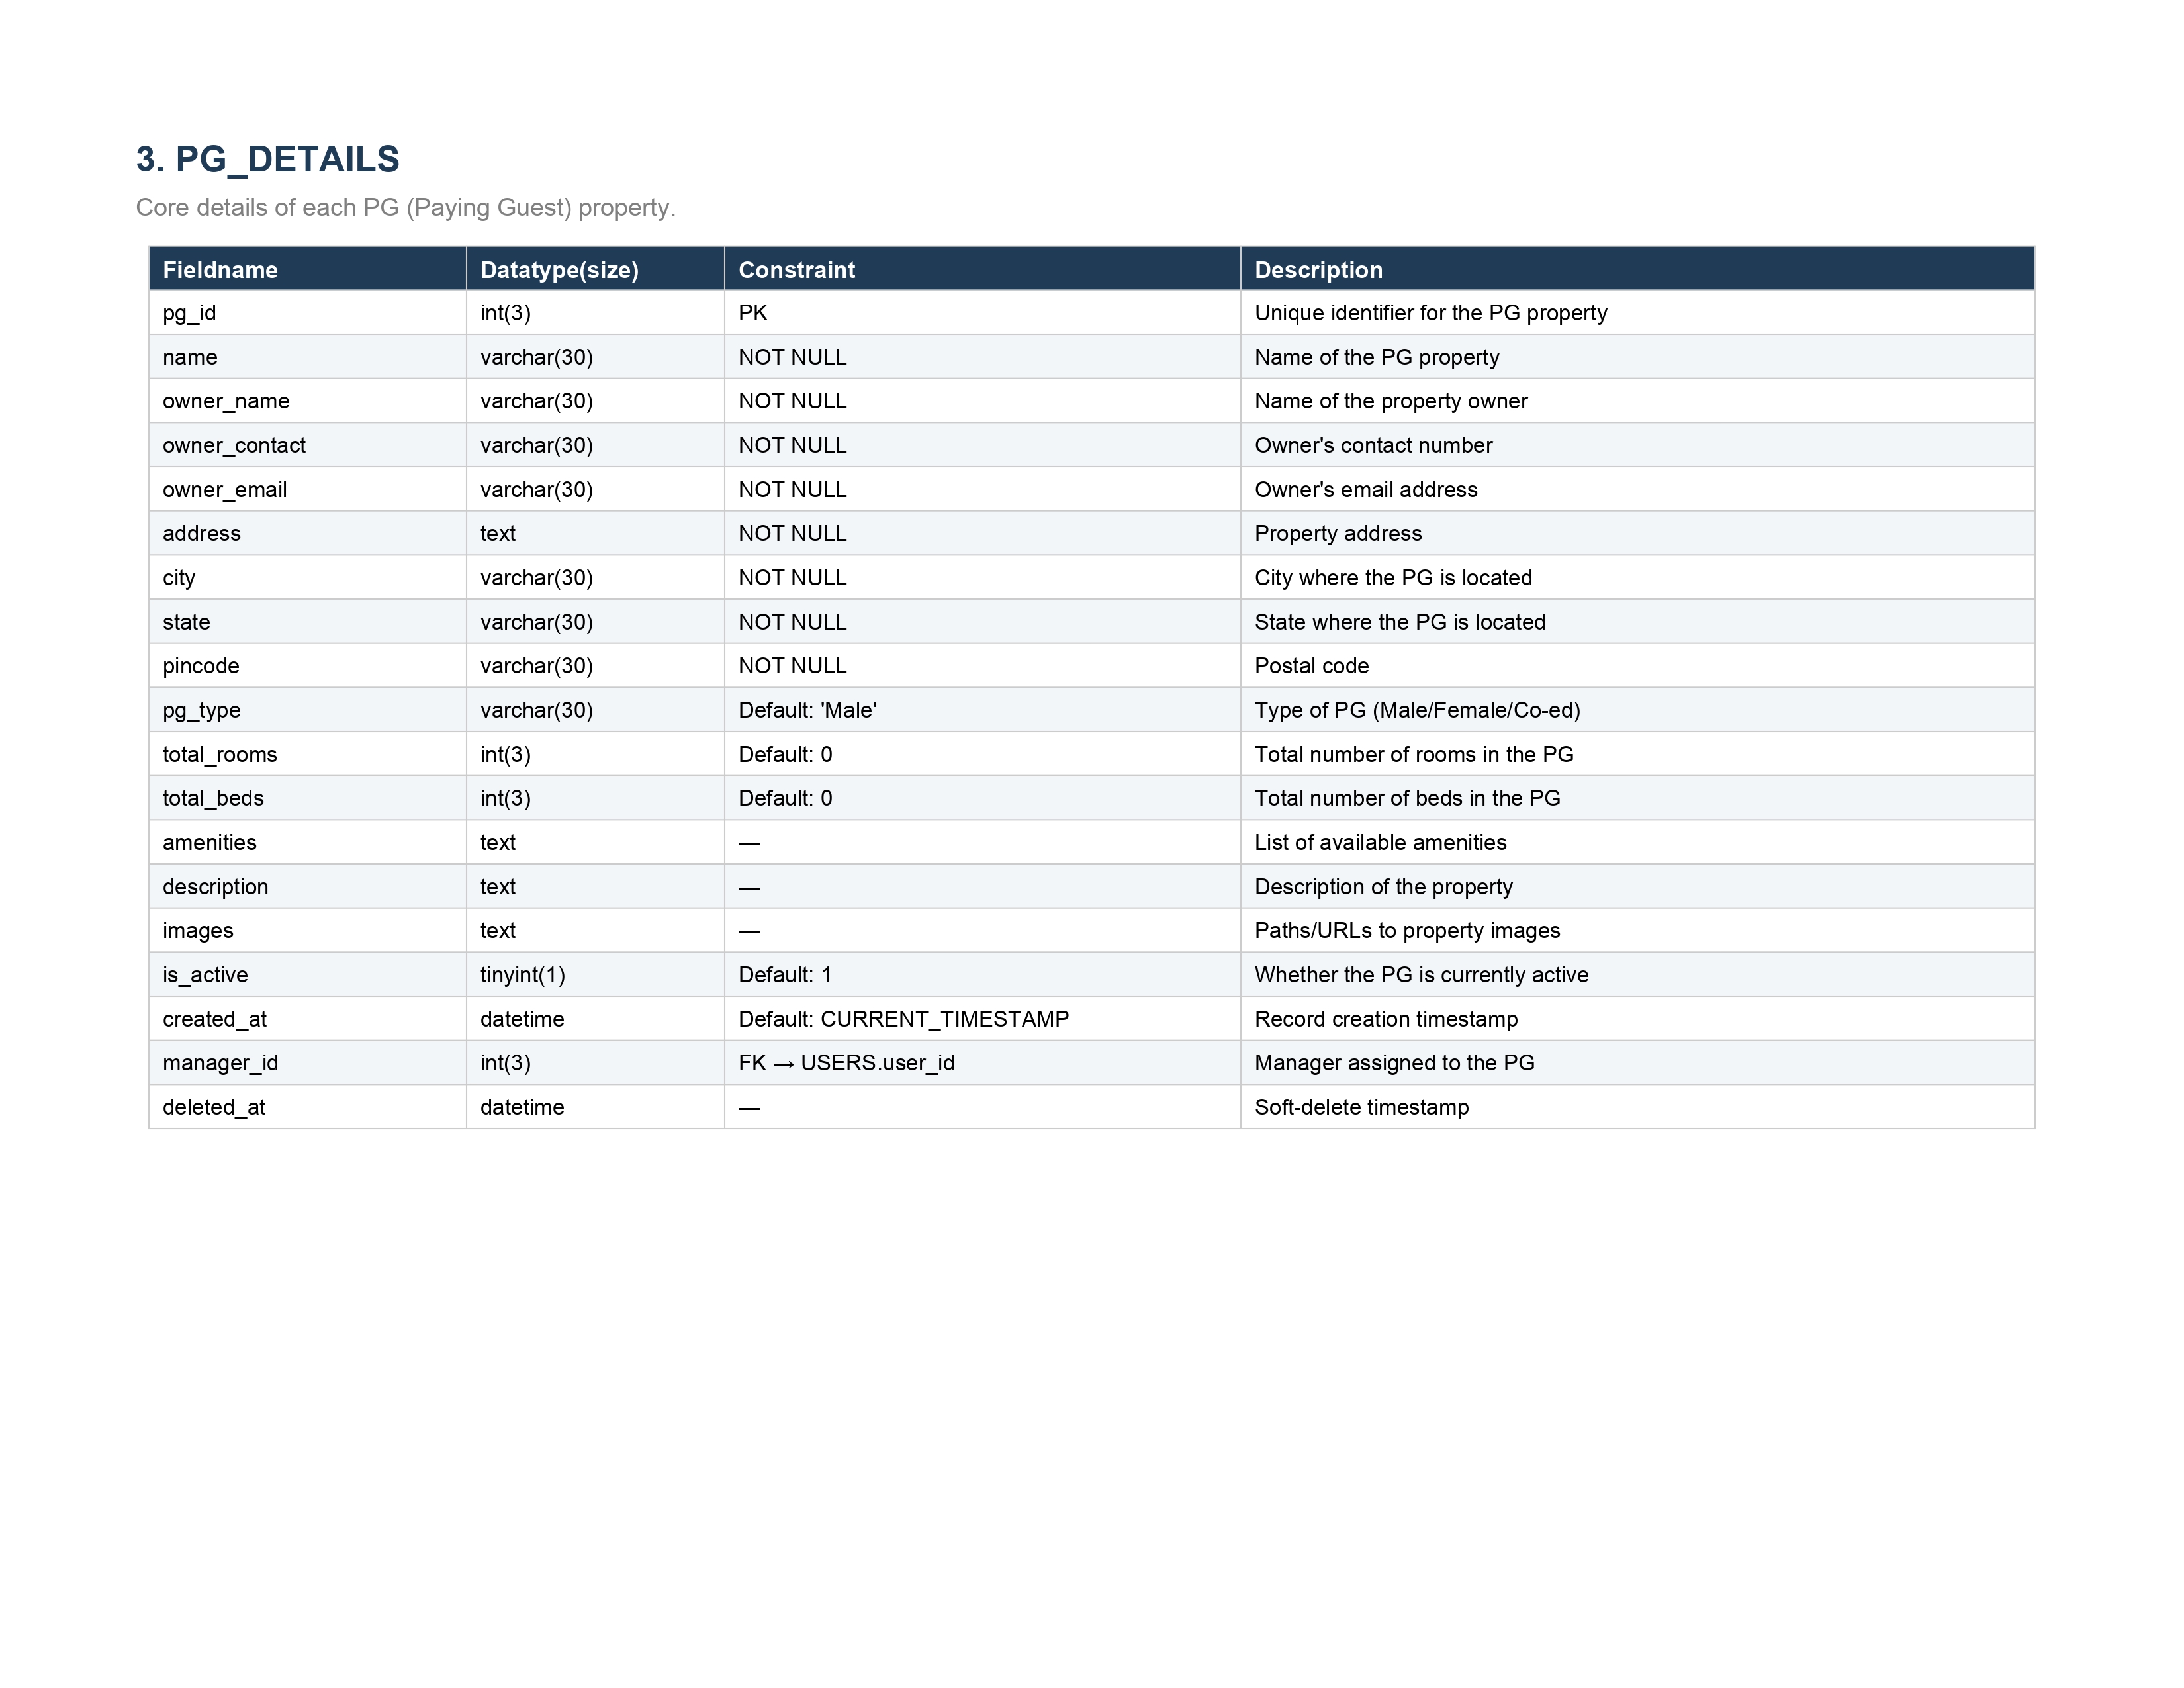 3. PG_DETAILS
Core details of each PG (Paying Guest) property.
Fieldname Datatype(size) Constraint Description
pg_id int(3) PK Unique identifier for the PG property
name varchar(30) NOT NULL Name of the PG property
owner_name varchar(30) NOT NULL Name of the property owner
owner_contact varchar(30) NOT NULL Owner's contact number
owner_email varchar(30) NOT NULL Owner's email address
address text NOT NULL Property address
city varchar(30) NOT NULL City where the PG is located
state varchar(30) NOT NULL State where the PG is located
pincode varchar(30) NOT NULL Postal code
pg_type varchar(30) Default: 'Male' Type of PG (Male/Female/Co-ed)
total_rooms int(3) Default: 0 Total number of rooms in the PG
total_beds int(3) Default: 0 Total number of beds in the PG
amenities text — List of available amenities
description text — Description of the property
images text — Paths/URLs to property images
is_active tinyint(1) Default: 1 Whether the PG is currently active
created_at datetime Default: CURRENT_TIMESTAMP Record creation timestamp
manager_id int(3) FK → USERS.user_id Manager assigned to the PG
deleted_at datetime — Soft-delete timestamp